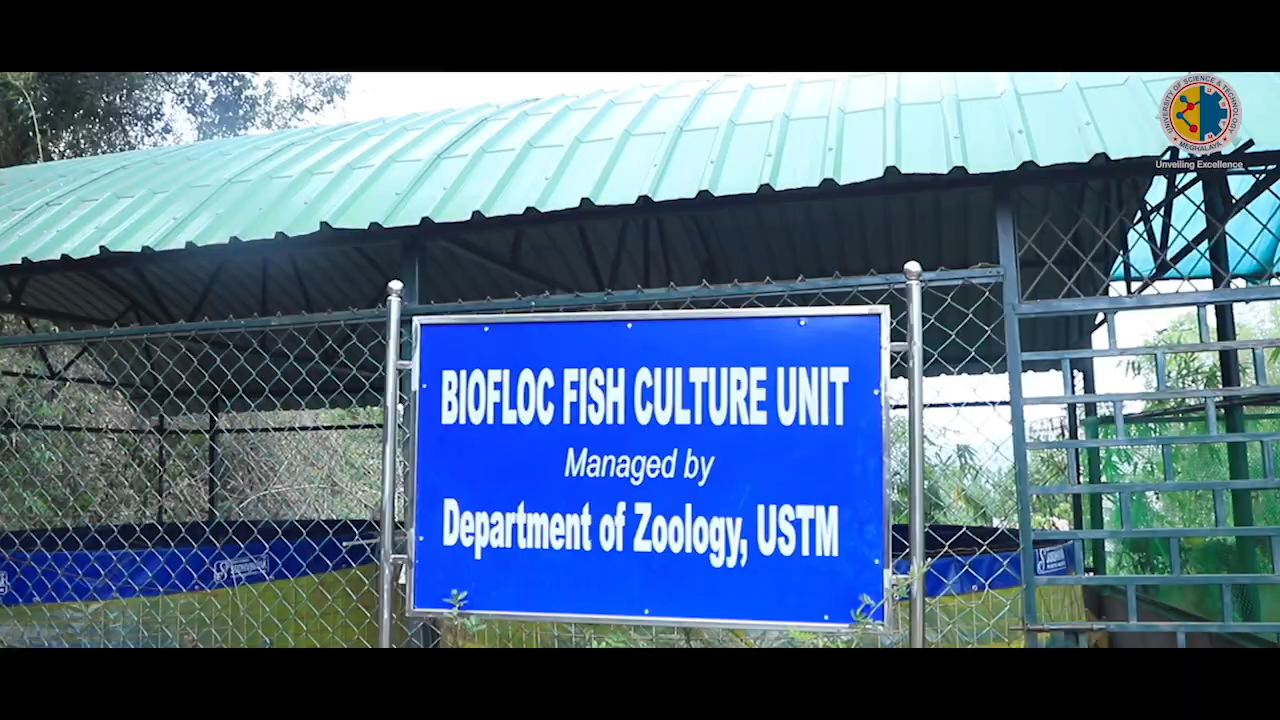 UNIVERSITY OF SCIENCE & TECHNOLOGY
MEGHALAYA
Unveiling Excellence
BIOFLOC FISH CULTURE UNIT
Managed by
Department of Zoology, USTM